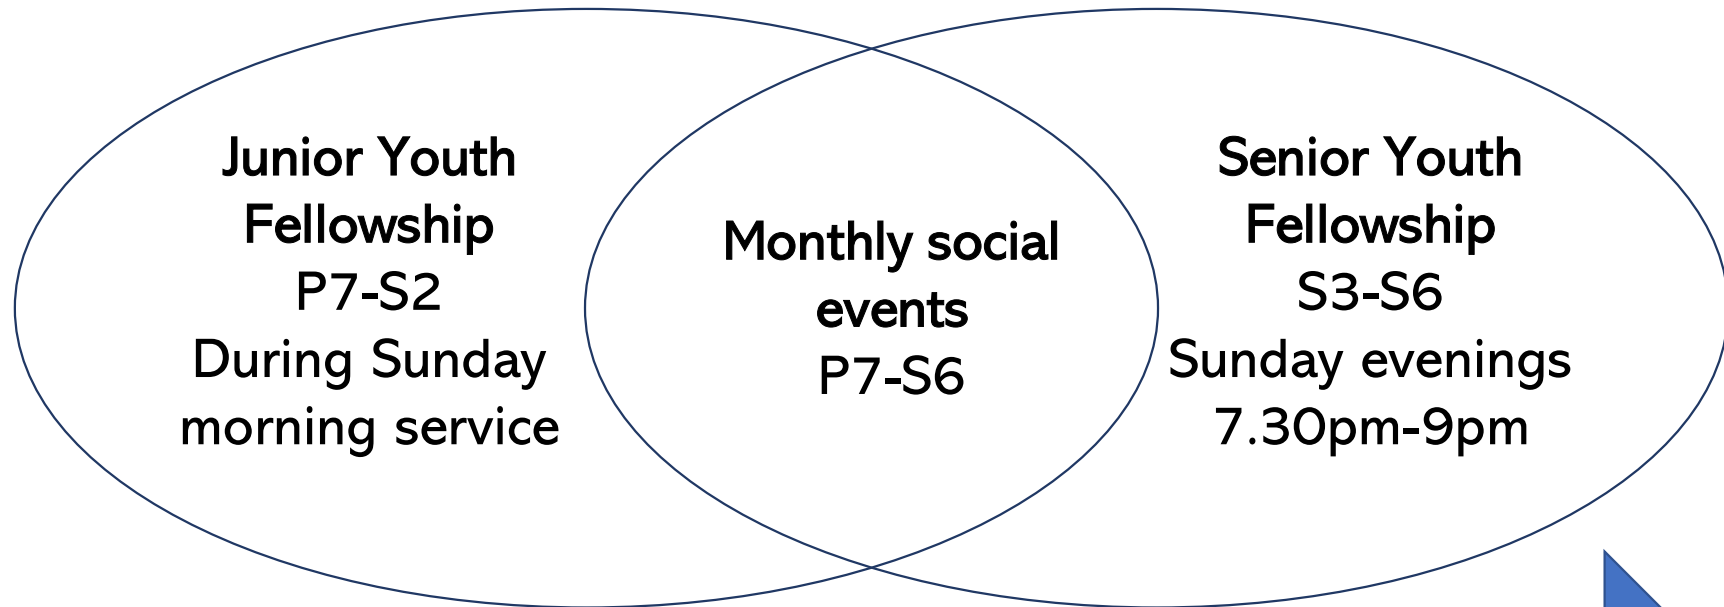 Junior Youth
Fellowship
P7-S2
During Sunday
morning service
Monthly social
events
P7-S6
Senior Youth
Fellowship
S3-S6
Sunday evenings
7.30pm-9pm